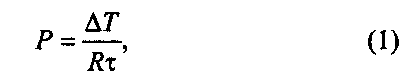 P = ΔT / Rτ, (1)